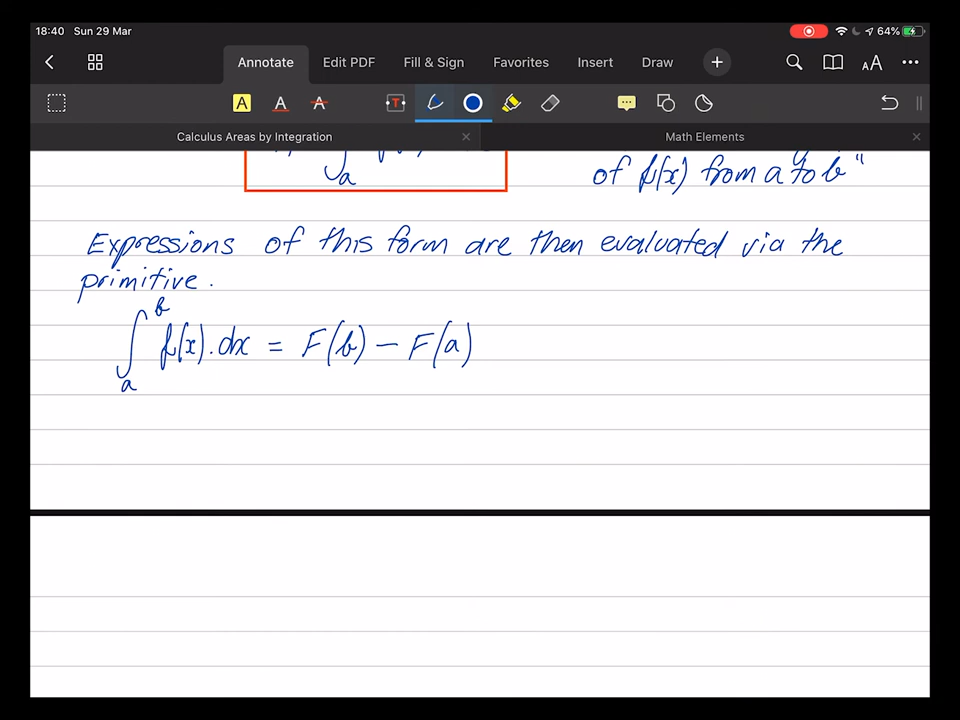 18:40 Sun 29 Mar 64%
Annotate Edit PDF Fill & Sign Favorites Insert Draw
Calculus Areas by Integration Math Elements
a
of f(x) from a to b"
Expressions of this form are then evaluated via the
primitive.
∫_a^b f(x).dx = F(b) − F(a)